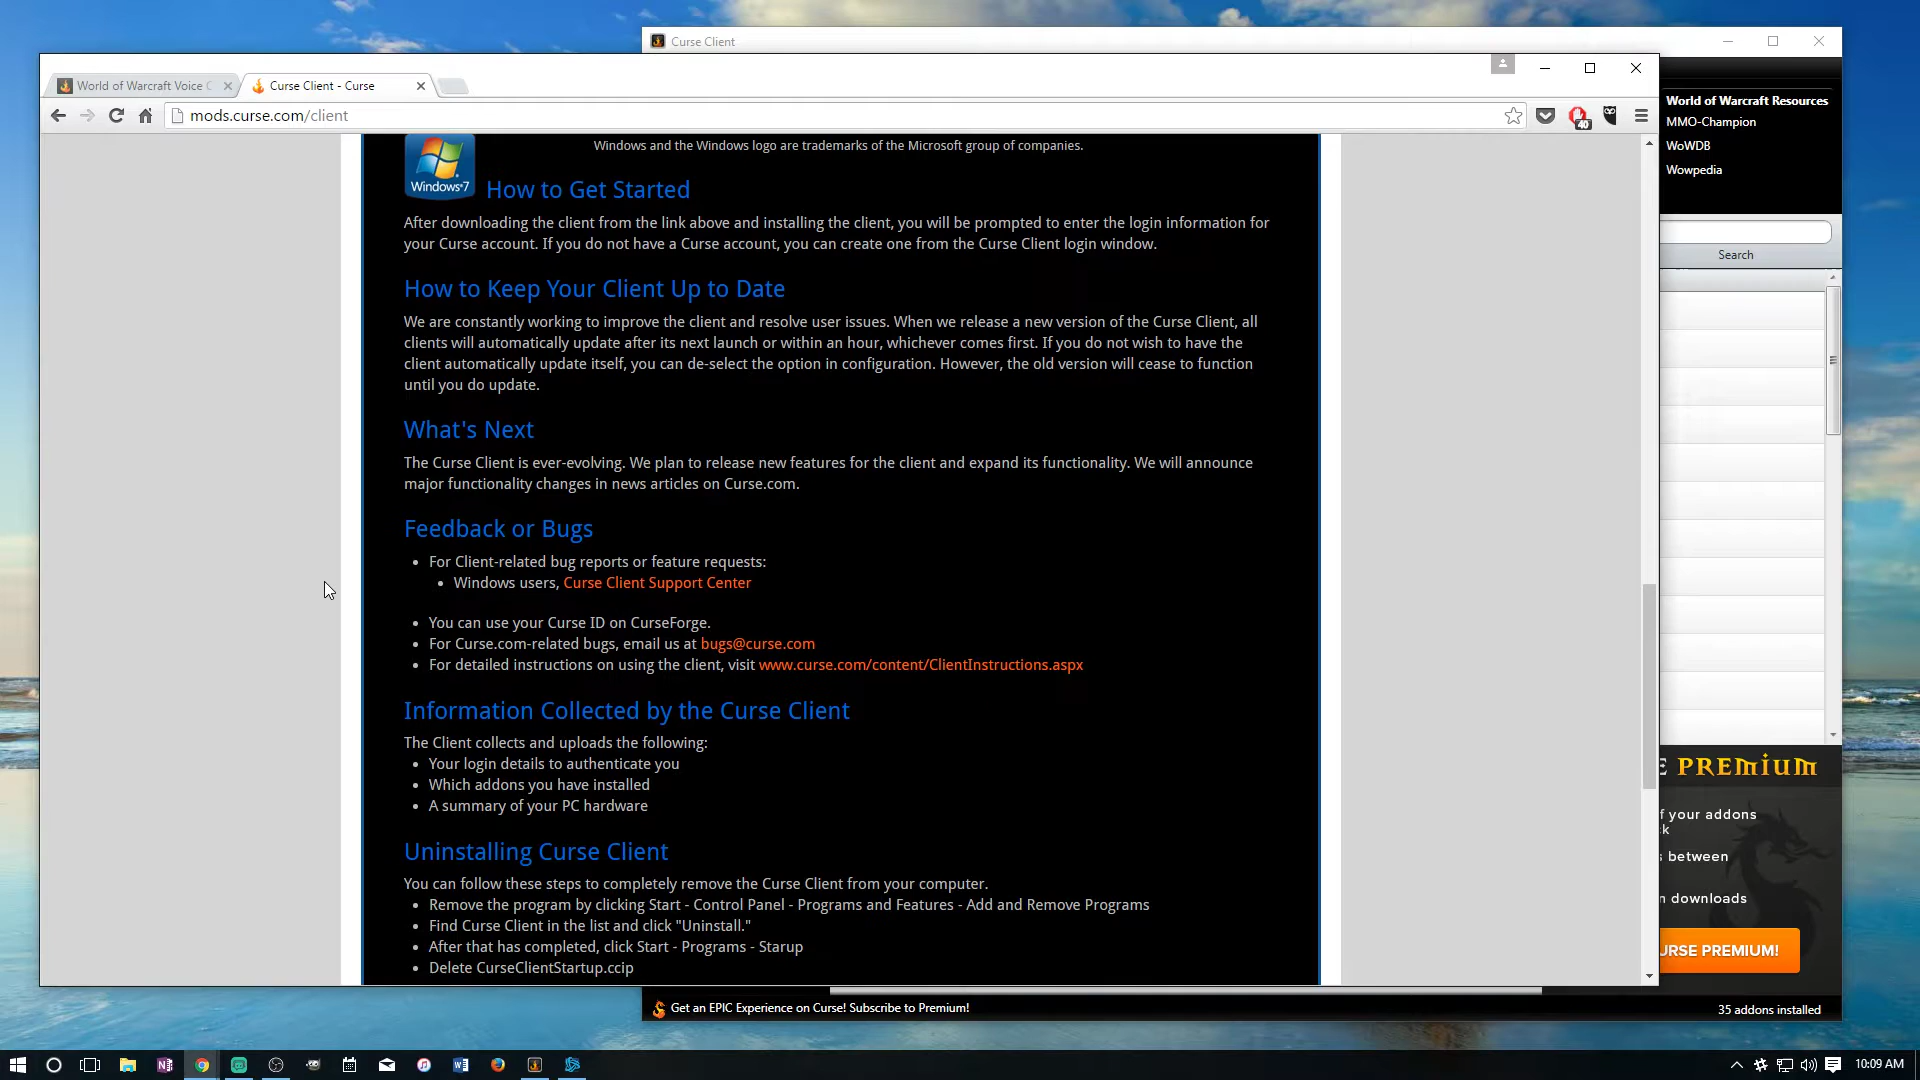 Curse Client
World of Warcraft Voice C
Curse Client - Curse
mods.curse.com/client
40
World of Warcraft Resources
MMO-Champion
WoWDB
Wowpedia
Search
Windows and the Windows logo are trademarks of the Microsoft group of companies.
Windows 7
How to Get Started
After downloading the client from the link above and installing the client, you will be prompted to enter the login information for
your Curse account. If you do not have a Curse account, you can create one from the Curse Client login window.
How to Keep Your Client Up to Date
We are constantly working to improve the client and resolve user issues. When we release a new version of the Curse Client, all
clients will automatically update after its next launch or within an hour, whichever comes first. If you do not wish to have the
client automatically update itself, you can de-select the option in configuration. However, the old version will cease to function
until you do update.
What's Next
The Curse Client is ever-evolving. We plan to release new features for the client and expand its functionality. We will announce
major functionality changes in news articles on Curse.com.
Feedback or Bugs
For Client-related bug reports or feature requests:
Windows users, Curse Client Support Center
You can use your Curse ID on CurseForge.
For Curse.com-related bugs, email us at bugs@curse.com
For detailed instructions on using the client, visit www.curse.com/content/ClientInstructions.aspx
Information Collected by the Curse Client
The Client collects and uploads the following:
Your login details to authenticate you
Which addons you have installed
A summary of your PC hardware
Uninstalling Curse Client
You can follow these steps to completely remove the Curse Client from your computer.
Remove the program by clicking Start - Control Panel - Programs and Features - Add and Remove Programs
Find Curse Client in the list and click "Uninstall."
After that has completed, click Start - Programs - Starup
Delete CurseClientStartup.ccip
E PREMIUM
f your addons
ck
s between
n downloads
URSE PREMIUM!
Get an EPIC Experience on Curse! Subscribe to Premium!
35 addons installed
10:09 AM